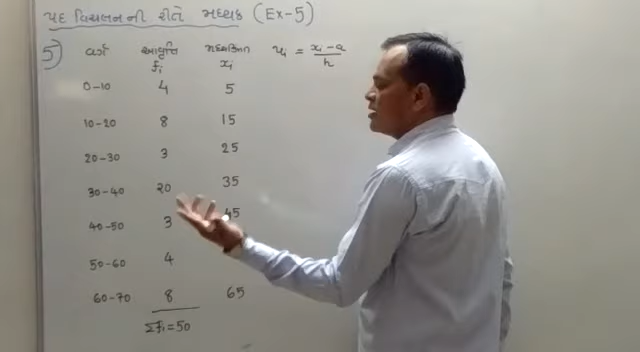 પદ વિચલનની રીતે મધ્યક (Ex-5)
5) વર્ગ આવૃત્તિ fi મધ્યકિંમત xi ui = xi - a / h
0-10 4 5
10-20 8 15
20-30 3 25
30-40 20 35
40-50 3 45
50-60 4
60-70 8 65
Σfi = 50